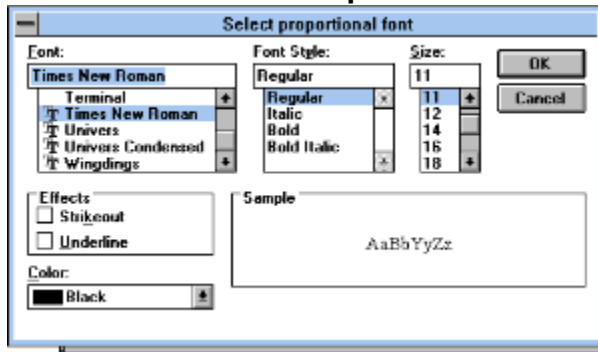 Select proportional font
Font:
Font Style:
Size:
Times New Roman
Regular
11
OK
Cancel
Terminal
Times New Roman
Univers
Univers Condensed
Wingdings
Regular
Italic
Bold
Bold Italic
11
12
14
16
18
Effects
Strikeout
Underline
Sample
AaBbYyZz
Color:
Black